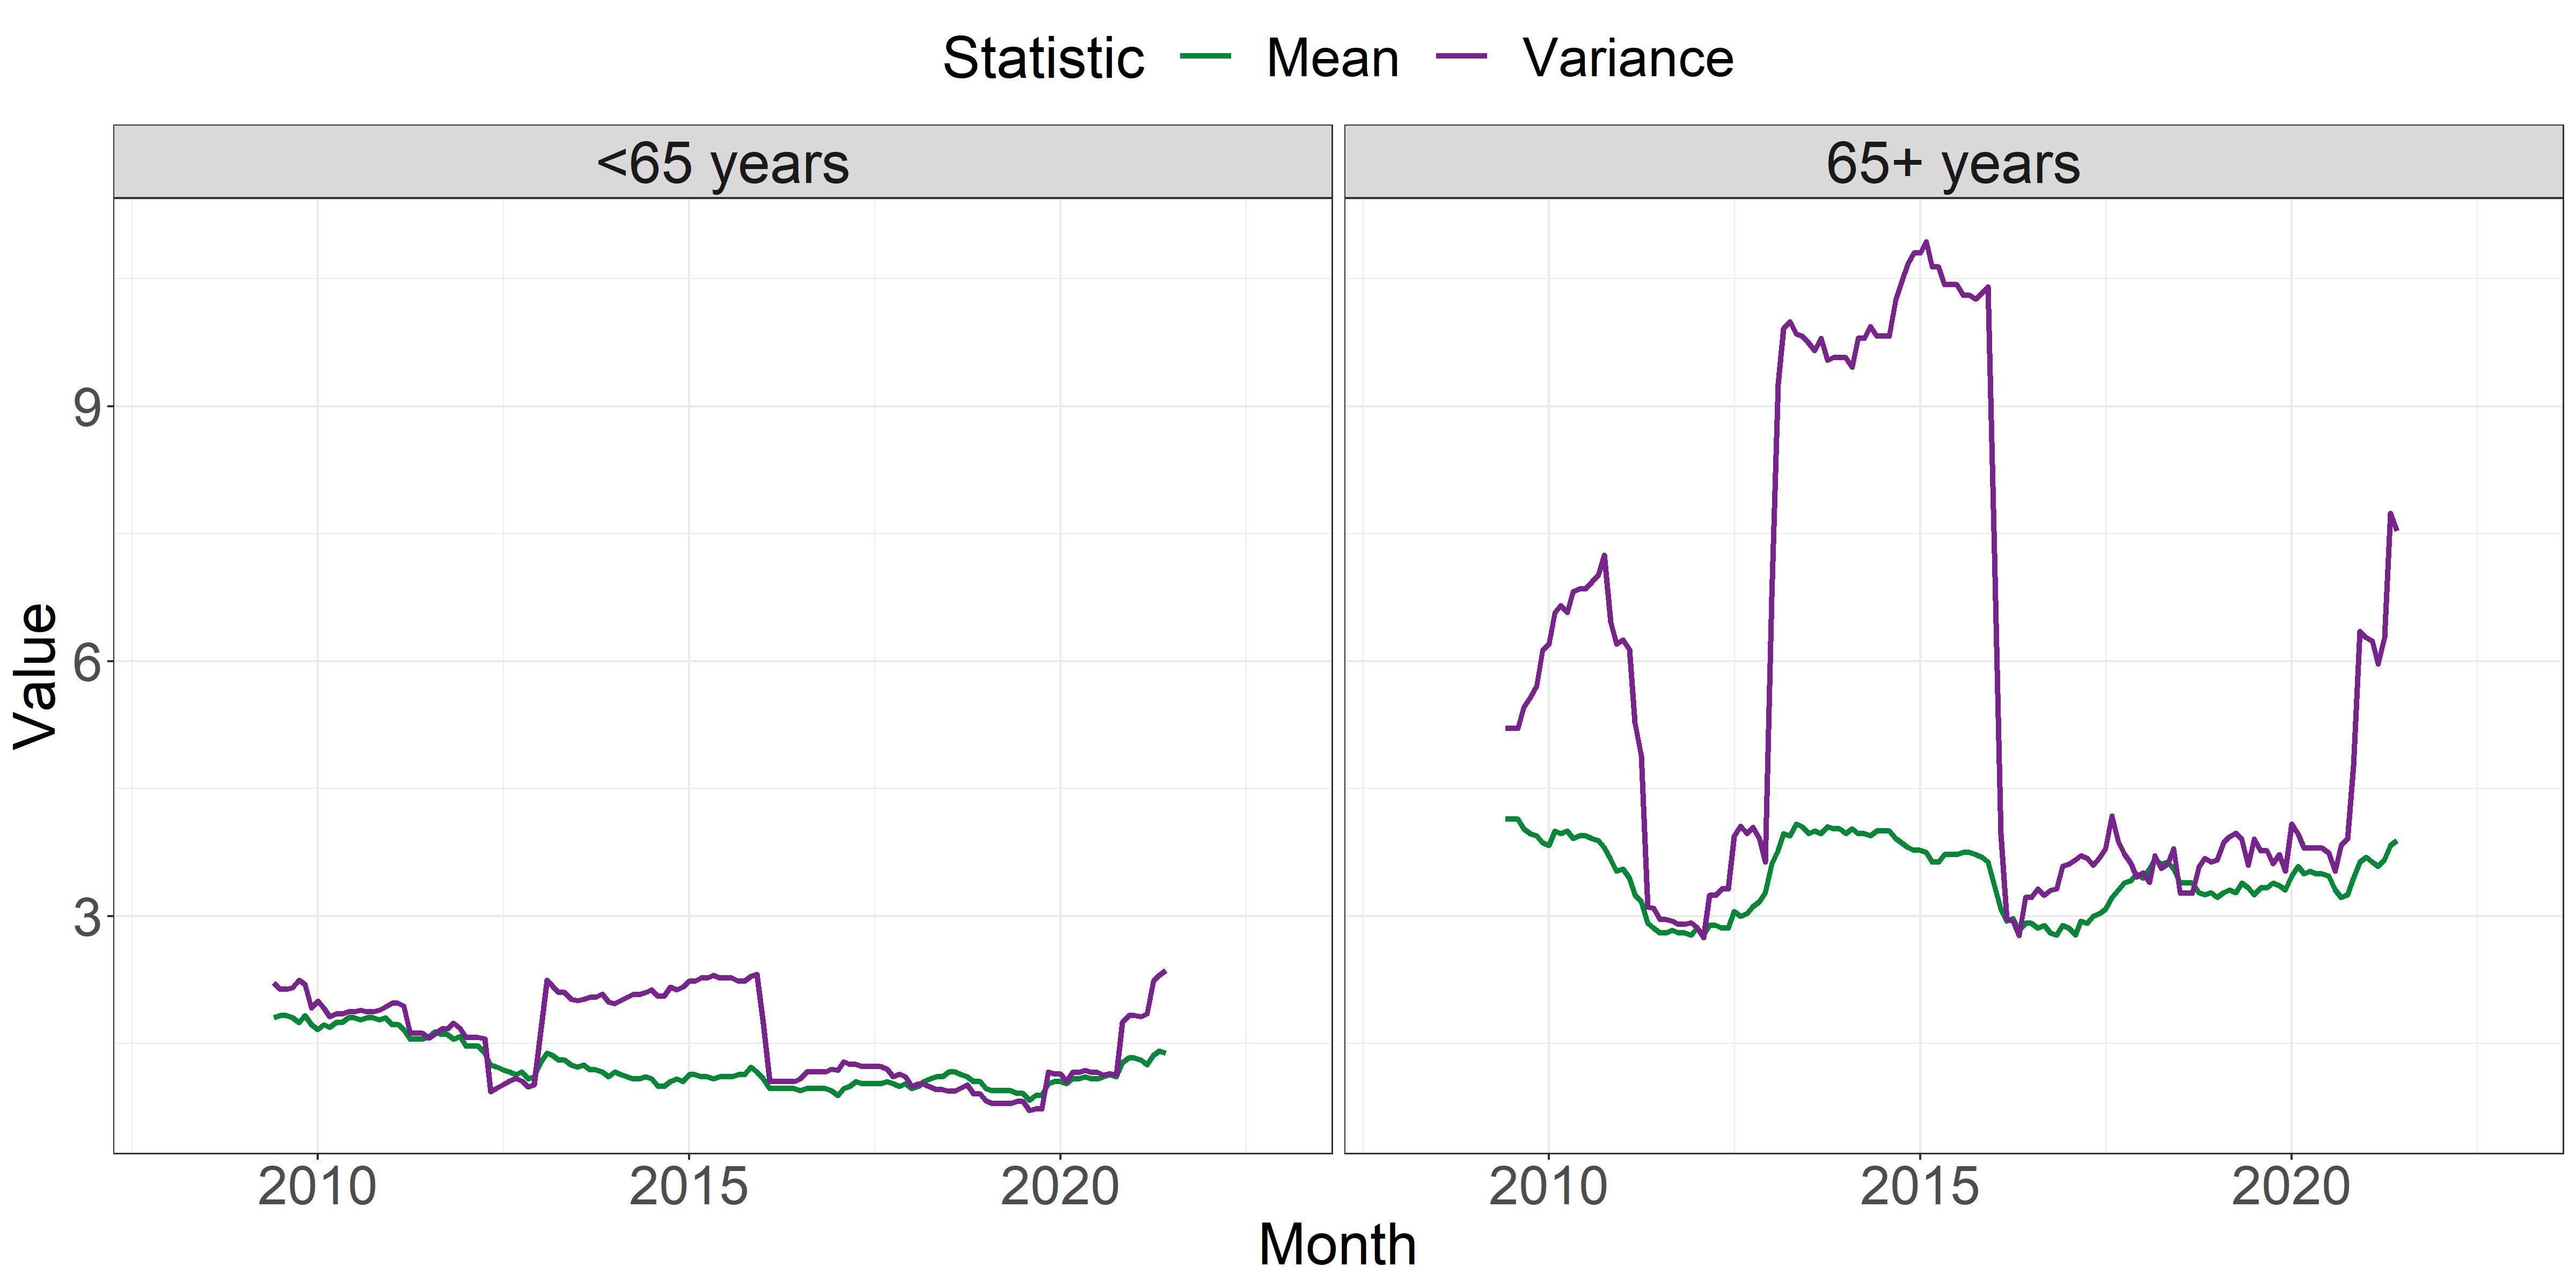 Statistic Mean Variance
<65 years 65+ years
9
6
3
Value
2010 2015 2020 2010 2015 2020
Month